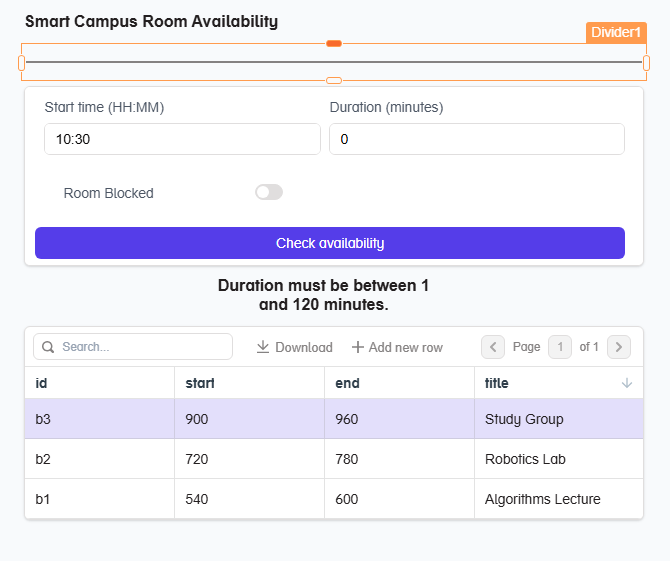 Smart Campus Room Availability
Divider1
Start time (HH:MM) Duration (minutes)
10:30 0
Room Blocked
Check availability
Duration must be between 1
and 120 minutes.
Search... Download Add new row Page 1 of 1
id start end title
b3 900 960 Study Group
b2 720 780 Robotics Lab
b1 540 600 Algorithms Lecture